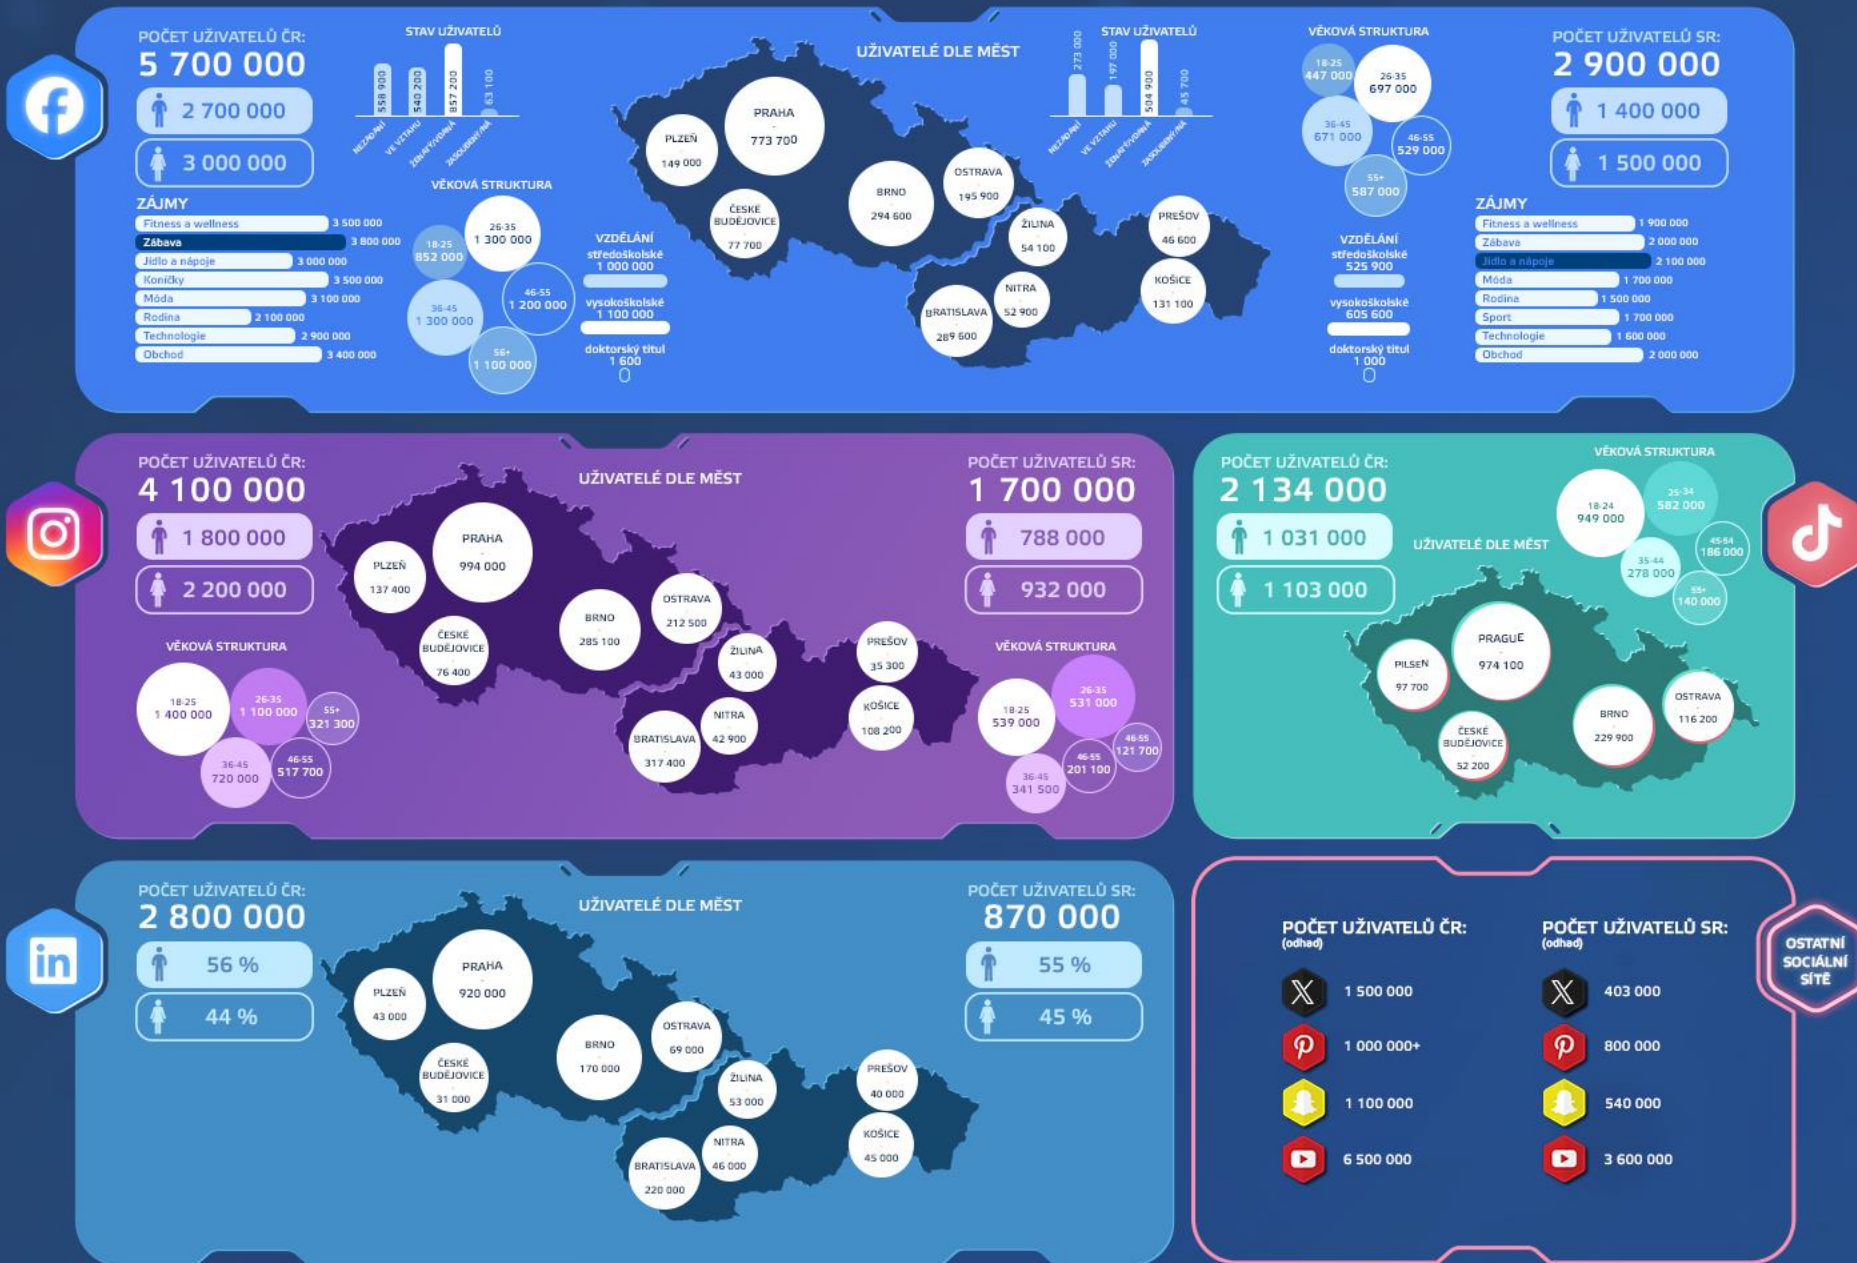 POČET UŽIVATELŮ ČR:
5 700 000
2 700 000
3 000 000
ZÁJMY
Fitness a wellness 3 500 000
Zábava 3 800 000
Jídlo a nápoje 3 000 000
Koníčky 3 500 000
Móda 3 100 000
Rodina 2 100 000
Technologie 2 900 000
Obchod 3 400 000
STAV UŽIVATELŮ
558 900
540 200
857 200
63 100
NEZADANÍ
VE VZTAHU
ŽENATÝ/VDANÁ
ZASOUBENÝ/NÁ
VĚKOVÁ STRUKTURA
18-25
852 000
26-35
1 300 000
36-45
1 300 000
46-55
1 200 000
56+
1 100 000
VZDĚLÁNÍ
středoškolské
1 000 000
vysokoškolské
1 100 000
doktorský titul
1 600
UŽIVATELÉ DLE MĚST
PRAHA
-
773 700
PLZEŇ
-
149 000
ČESKÉ
BUDĚJOVICE
-
77 700
BRNO
-
294 600
OSTRAVA
-
195 900
ŽILINA
-
54 100
PREŠOV
-
46 600
NITRA
-
52 900
KOŠICE
-
131 100
BRATISLAVA
-
289 600
STAV UŽIVATELŮ
273 000
197 000
504 900
45 700
NEZADANÍ
VE VZTAHU
ŽENATÝ/VDANÁ
ZASOUBENÝ/NÁ
VĚKOVÁ STRUKTURA
18-25
447 000
26-35
697 000
36-45
671 000
46-55
529 000
55+
587 000
VZDĚLÁNÍ
středoškolské
525 900
vysokoškolské
605 600
doktorský titul
1 000
POČET UŽIVATELŮ SR:
2 900 000
1 400 000
1 500 000
ZÁJMY
Fitness a wellness 1 900 000
Zábava 2 000 000
Jídlo a nápoje 2 100 000
Móda 1 700 000
Rodina 1 500 000
Sport 1 700 000
Technologie 1 600 000
Obchod 2 000 000
POČET UŽIVATELŮ ČR:
4 100 000
1 800 000
2 200 000
VĚKOVÁ STRUKTURA
18-25
1 400 000
26-35
1 100 000
55+
321 300
36-45
720 000
46-55
517 700
UŽIVATELÉ DLE MĚST
PRAHA
-
994 000
PLZEŇ
-
137 400
ČESKÉ
BUDĚJOVICE
-
76 400
BRNO
-
285 100
OSTRAVA
-
212 500
ŽILINA
-
43 000
PREŠOV
-
35 300
NITRA
-
42 900
KOŠICE
-
108 200
BRATISLAVA
-
317 400
POČET UŽIVATELŮ SR:
1 700 000
788 000
932 000
VĚKOVÁ STRUKTURA
18-25
539 000
26-35
531 000
46-55
121 700
46-55
201 100
36-45
341 500
POČET UŽIVATELŮ ČR:
2 134 000
1 031 000
1 103 000
VĚKOVÁ STRUKTURA
18-24
949 000
25-34
582 000
45-54
186 000
35-44
278 000
55+
140 000
UŽIVATELÉ DLE MĚST
PRAGUE
-
974 100
PILSEN
-
97 700
ČESKÉ
BUDĚJOVICE
-
52 200
BRNO
-
229 900
OSTRAVA
-
116 200
in
POČET UŽIVATELŮ ČR:
2 800 000
56 %
44 %
UŽIVATELÉ DLE MĚST
PRAHA
-
920 000
PLZEŇ
-
43 000
ČESKÉ
BUDĚJOVICE
-
31 000
BRNO
-
170 000
OSTRAVA
-
69 000
ŽILINA
-
53 000
PREŠOV
-
40 000
NITRA
-
46 000
KOŠICE
-
45 000
BRATISLAVA
-
220 000
POČET UŽIVATELŮ SR:
870 000
55 %
45 %
OSTATNÍ
SOCIÁLNÍ
SÍTĚ
POČET UŽIVATELŮ ČR:
(odhad)
1 500 000
1 000 000+
1 100 000
6 500 000
POČET UŽIVATELŮ SR:
(odhad)
403 000
800 000
540 000
3 600 000